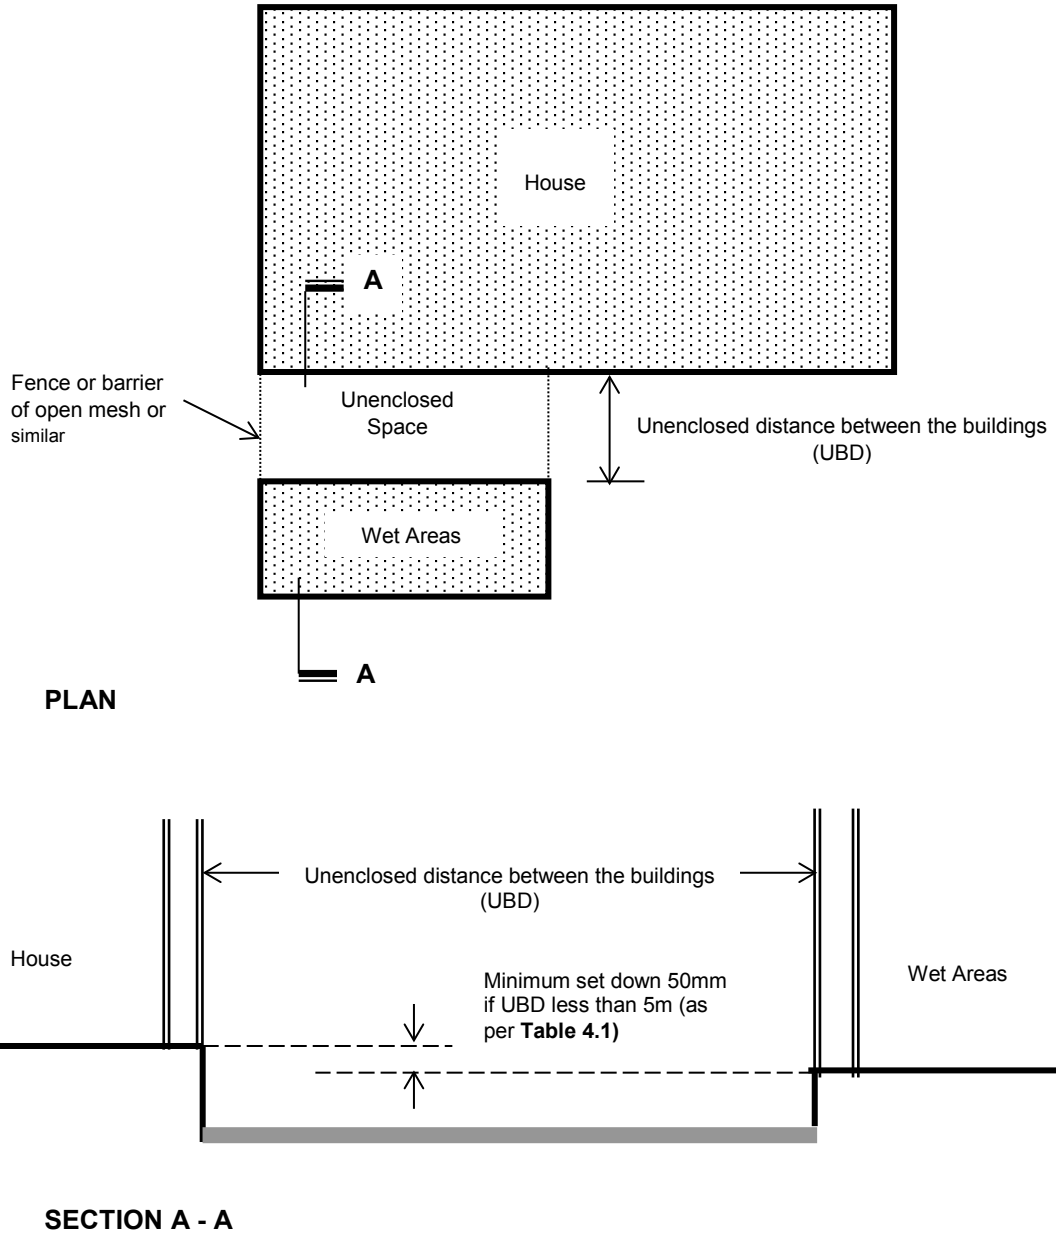 House
A
Fence or barrier
of open mesh or
similar
Unenclosed
Space
Unenclosed distance between the buildings
(UBD)
Wet Areas
A
PLAN
Unenclosed distance between the buildings
(UBD)
House
Wet Areas
Minimum set down 50mm
if UBD less than 5m (as
per Table 4.1)
SECTION A - A